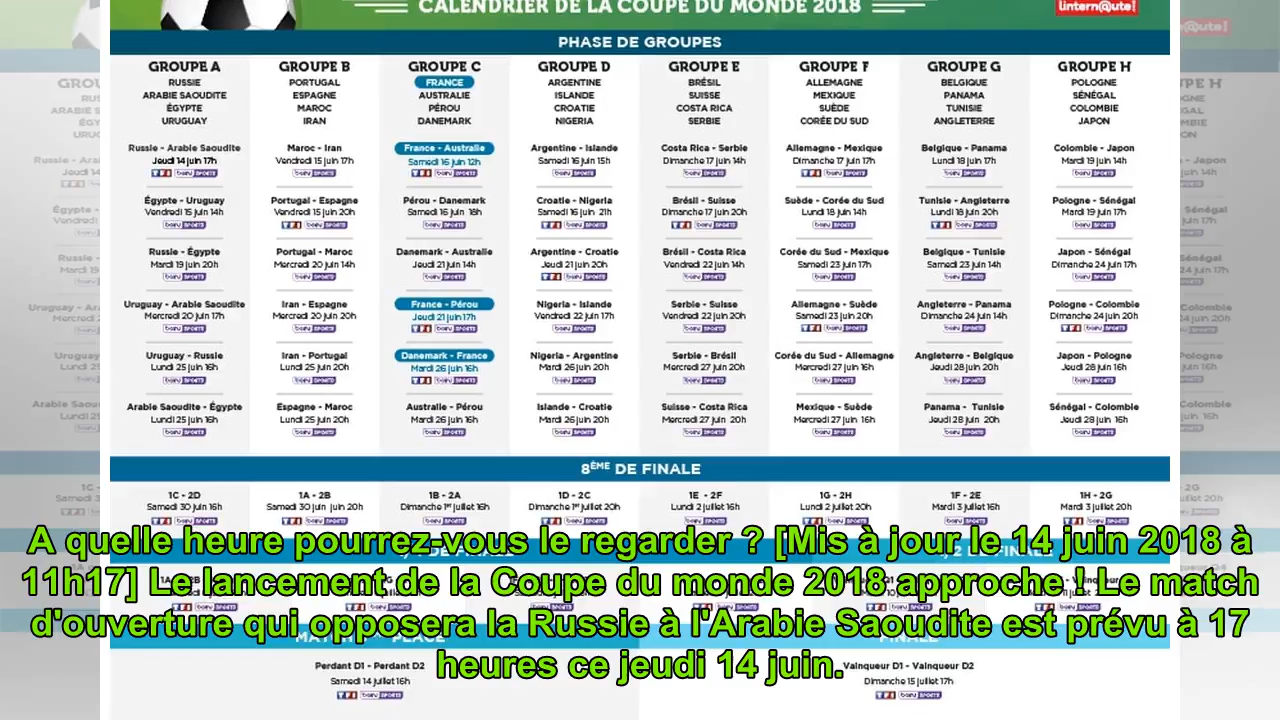 CALENDRIER DE LA COUPE DU MONDE 2018
lintern@ute!
PHASE DE GROUPES
GROUPE A GROUPE B GROUPE C GROUPE D GROUPE E GROUPE F GROUPE G GROUPE H
RUSSIE PORTUGAL FRANCE ARGENTINE BRÉSIL ALLEMAGNE BELGIQUE POLOGNE
ARABIE SAOUDITE ESPAGNE AUSTRALIE ISLANDE SUISSE MEXIQUE PANAMA SÉNÉGAL
ÉGYPTE MAROC PÉROU CROATIE COSTA RICA SUÈDE TUNISIE COLOMBIE
URUGUAY IRAN DANEMARK NIGERIA SERBIE CORÉE DU SUD ANGLETERRE JAPON
Russie - Arabie Saoudite Maroc - Iran France - Australie Argentine - Islande Costa Rica - Serbie Allemagne - Mexique Belgique - Panama Colombie - Japon
Jeudi 14 juin 17h Vendredi 15 juin 17h Samedi 16 juin 12h Samedi 16 juin 15h Dimanche 17 juin 14h Dimanche 17 juin 17h Lundi 18 juin 17h Mardi 19 juin 14h
Égypte - Uruguay Portugal - Espagne Pérou - Danemark Croatie - Nigeria Brésil - Suisse Suède - Corée du Sud Tunisie - Angleterre Pologne - Sénégal
Vendredi 15 juin 14h Vendredi 15 juin 20h Samedi 16 juin 18h Samedi 16 juin 21h Dimanche 17 juin 20h Lundi 18 juin 14h Lundi 18 juin 20h Mardi 19 juin 17h
Russie - Égypte Portugal - Maroc Danemark - Australie Argentine - Croatie Brésil - Costa Rica Corée du Sud - Mexique Belgique - Tunisie Japon - Sénégal
Mardi 19 juin 20h Mercredi 20 juin 14h Jeudi 21 juin 14h Jeudi 21 juin 20h Vendredi 22 juin 14h Samedi 23 juin 17h Samedi 23 juin 14h Dimanche 24 juin 17h
Uruguay - Arabie Saoudite Iran - Espagne France - Pérou Nigeria - Islande Serbie - Suisse Allemagne - Suède Angleterre - Panama Pologne - Colombie
Mercredi 20 juin 17h Mercredi 20 juin 20h Jeudi 21 juin 17h Vendredi 22 juin 17h Vendredi 22 juin 20h Samedi 23 juin 20h Dimanche 24 juin 14h Dimanche 24 juin 20h
Uruguay - Russie Iran - Portugal Danemark - France Nigeria - Argentine Serbie - Brésil Corée du Sud - Allemagne Angleterre - Belgique Japon - Pologne
Lundi 25 juin 16h Lundi 25 juin 20h Mardi 26 juin 16h Mardi 26 juin 20h Mercredi 27 juin 20h Mercredi 27 juin 16h Jeudi 28 juin 20h Jeudi 28 juin 16h
Arabie Saoudite - Égypte Espagne - Maroc Australie - Pérou Islande - Croatie Suisse - Costa Rica Mexique - Suède Panama - Tunisie Sénégal - Colombie
Lundi 25 juin 16h Lundi 25 juin 20h Mardi 26 juin 16h Mardi 26 juin 20h Mercredi 27 juin 20h Mercredi 27 juin 16h Jeudi 28 juin 20h Jeudi 28 juin 16h
8ÈME DE FINALE
1C - 2D 1A - 2B 1B - 2A 1D - 2C 1E - 2F 1G - 2H 1F - 2E 1H - 2G
Samedi 30 juin 16h Samedi 30 juin juin 20h Dimanche 1er juillet 16h Dimanche 1er juillet 20h Lundi 2 juillet 16h Lundi 2 juillet 20h Mardi 3 juillet 16h Mardi 3 juillet 20h
A quelle heure pourrez-vous le regarder ? [Mis à jour le 14 juin 2018 à
11h17] Le lancement de la Coupe du monde 2018 approche ! Le match
d'ouverture qui opposera la Russie à l'Arabie Saoudite est prévu à 17
heures ce jeudi 14 juin.
Perdant D1 - Perdant D2 Vainqueur D1 - Vainqueur D2
Samedi 14 juillet 16h Dimanche 15 juillet 17h